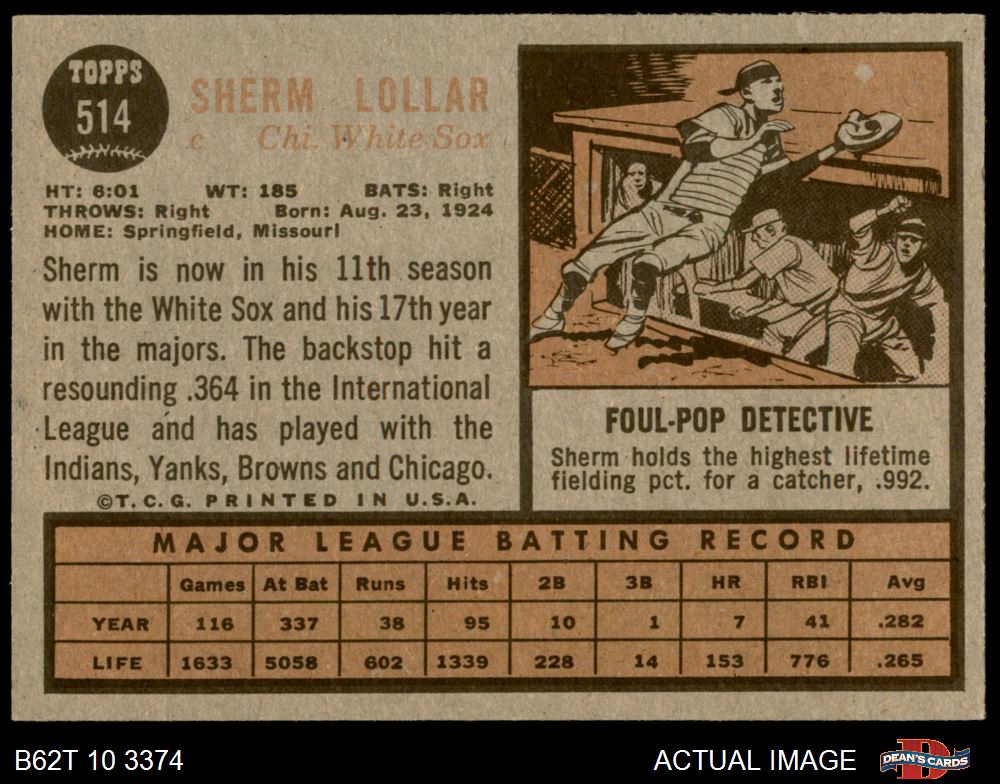 TOPPS
514
SHERM LOLLAR
c Chi. White Sox
HT: 6:01 WT: 185 BATS: Right
THROWS: Right Born: Aug. 23, 1924
HOME: Springfield, Missouri
Sherm is now in his 11th season
with the White Sox and his 17th year
in the majors. The backstop hit a
resounding .364 in the International
League and has played with the
Indians, Yanks, Browns and Chicago.
©T.C.G. PRINTED IN U.S.A.
FOUL-POP DETECTIVE
Sherm holds the highest lifetime
fielding pct. for a catcher, .992.
MAJOR LEAGUE BATTING RECORD
Games At Bat Runs Hits 2B 3B HR RBI Avg
YEAR 116 337 38 95 10 1 7 41 .282
LIFE 1633 5058 602 1339 228 14 153 776 .265
B62T 10 3374 ACTUAL IMAGE DEAN'S CARDS